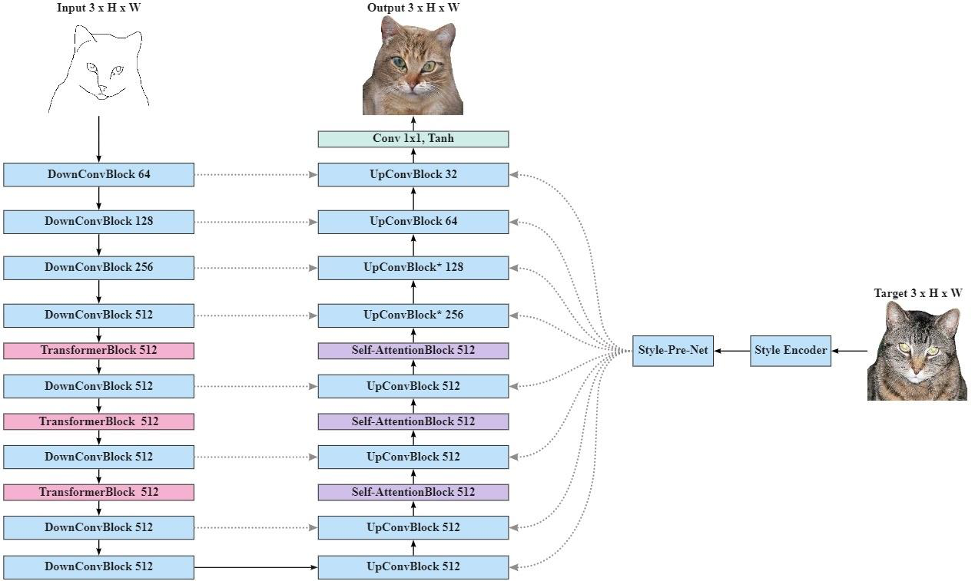 Input 3 x H x W
Output 3 x H x W
Conv 1x1, Tanh
DownConvBlock 64
UpConvBlock 32
DownConvBlock 128
UpConvBlock 64
DownConvBlock 256
UpConvBlock* 128
Target 3 x H x W
DownConvBlock 512
UpConvBlock* 256
TransformerBlock 512
Self-AttentionBlock 512
Style-Pre-Net
Style Encoder
DownConvBlock 512
UpConvBlock 512
TransformerBlock 512
Self-AttentionBlock 512
DownConvBlock 512
UpConvBlock 512
TransformerBlock 512
Self-AttentionBlock 512
DownConvBlock 512
UpConvBlock 512
DownConvBlock 512
UpConvBlock 512